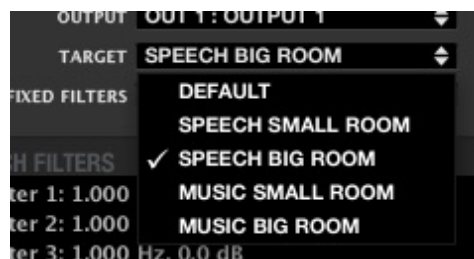 OUTPUT OUT 1 : OUTPUT 1
TARGET SPEECH BIG ROOM
FIXED FILTERS DEFAULT
SPEECH SMALL ROOM
CH FILTERS ✓ SPEECH BIG ROOM
ter 1: 1.000 MUSIC SMALL ROOM
ter 2: 1.000 MUSIC BIG ROOM
ter 3: 1.000 Hz, 0.0 dB